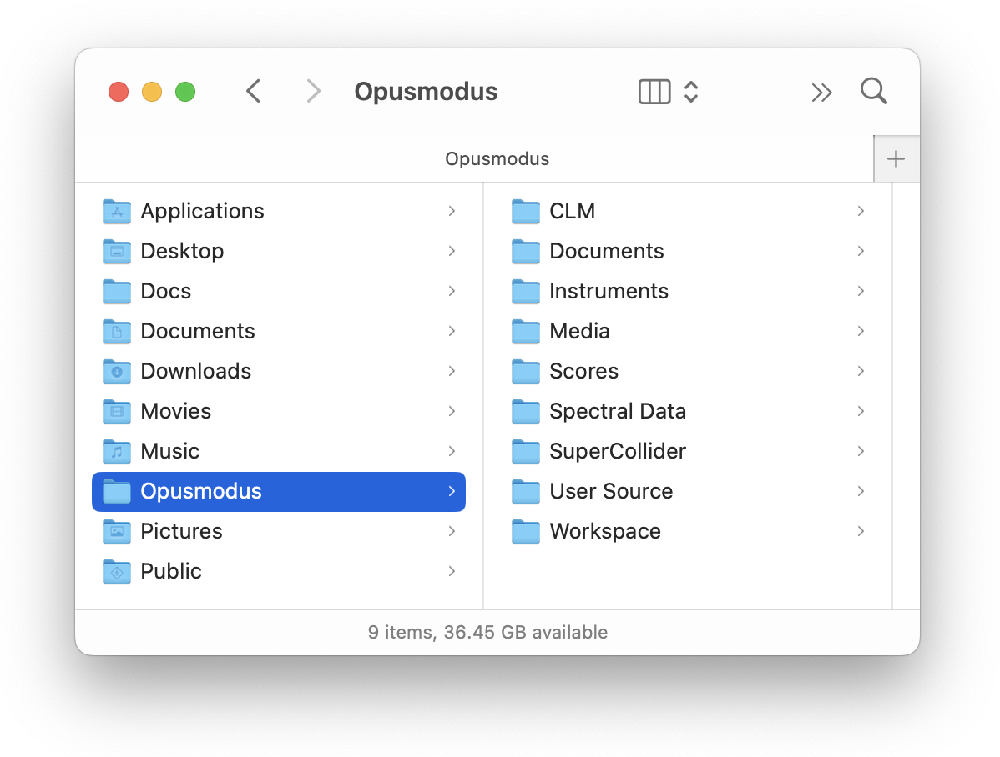 Opusmodus
Opusmodus
Applications
Desktop
Docs
Documents
Downloads
Movies
Music
Opusmodus
Pictures
Public
CLM
Documents
Instruments
Media
Scores
Spectral Data
SuperCollider
User Source
Workspace
9 items, 36.45 GB available